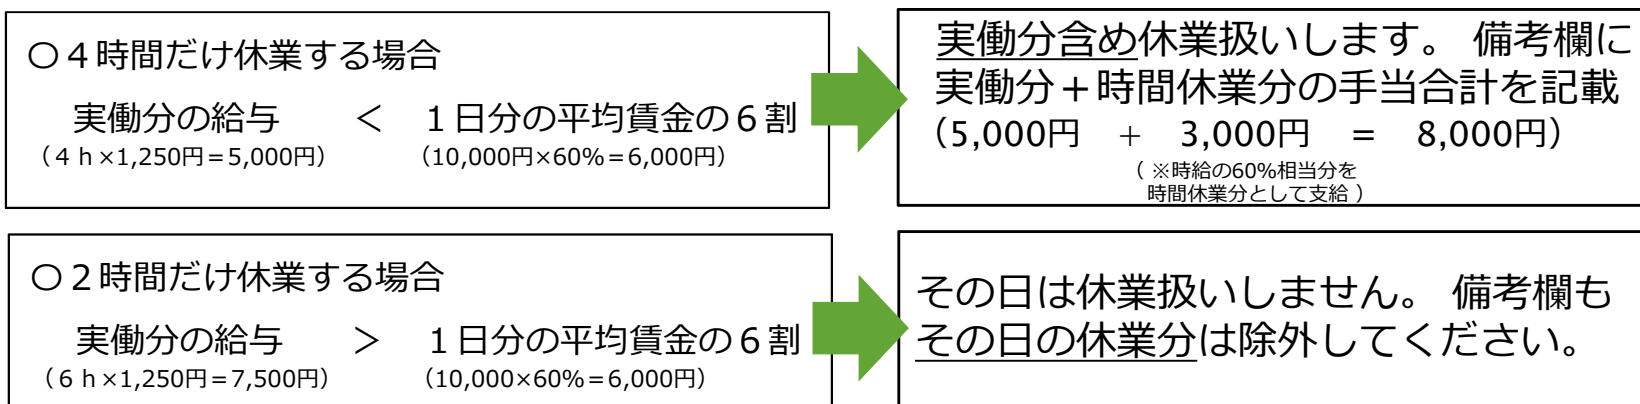 〇４時間だけ休業する場合
実働分の給与　　＜　１日分の平均賃金の６割
（４ｈ×1,250円＝5,000円）　　（10,000円×60%＝6,000円）
実働分含め休業扱いします。 備考欄に
実働分＋時間休業分の手当合計を記載
（5,000円　＋　3,000円　＝　8,000円）
（ ※時給の60%相当分を
時間休業分として支給 ）
〇２時間だけ休業する場合
実働分の給与　　＞　１日分の平均賃金の６割
（６ｈ×1,250円＝7,500円）　　（10,000×60%＝6,000円）
その日は休業扱いしません。 備考欄も
その日の休業分は除外してください。